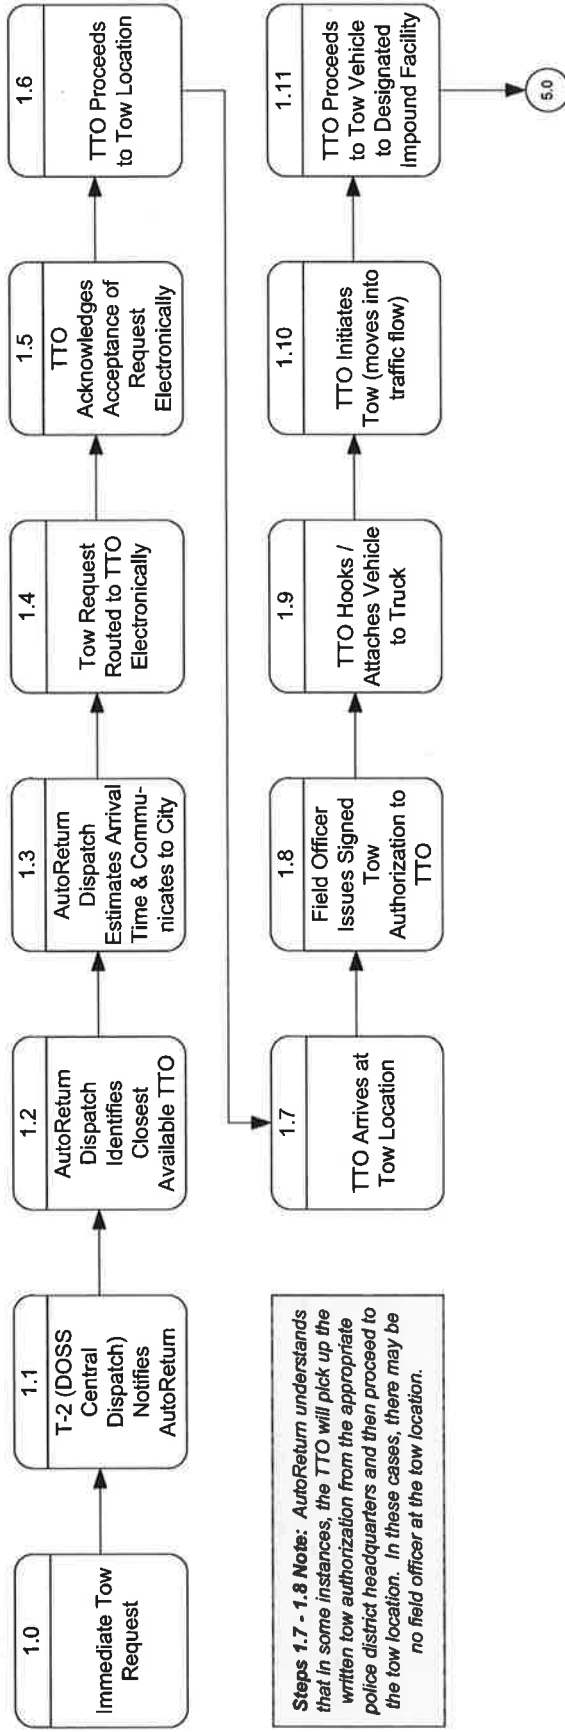 1.0
Immediate Tow
Request
1.1
T-2 (DOSS
Central
Dispatch)
Notifies
AutoReturn
1.2
AutoReturn
Dispatch
Identifies
Closest
Available TTO
1.3
AutoReturn
Dispatch
Estimates Arrival
Time & Commu-
nicates to City
1.4
Tow Request
Routed to TTO
Electronically
1.5
TTO
Acknowledges
Acceptance of
Request
Electronically
1.6
TTO Proceeds
to Tow Location
Steps 1.7 - 1.8 Note: AutoReturn understands
that in some instances, the TTO will pick up the
written tow authorization from the appropriate
police district headquarters and then proceed to
the tow location. In these cases, there may be
no field officer at the tow location.
1.7
TTO Arrives at
Tow Location
1.8
Field Officer
Issues Signed
Tow
Authorization to
TTO
1.9
TTO Hooks /
Attaches Vehicle
to Truck
1.10
TTO Initiates
Tow (moves into
traffic flow)
1.11
TTO Proceeds
to Tow Vehicle
to Designated
Impound Facility
5.0